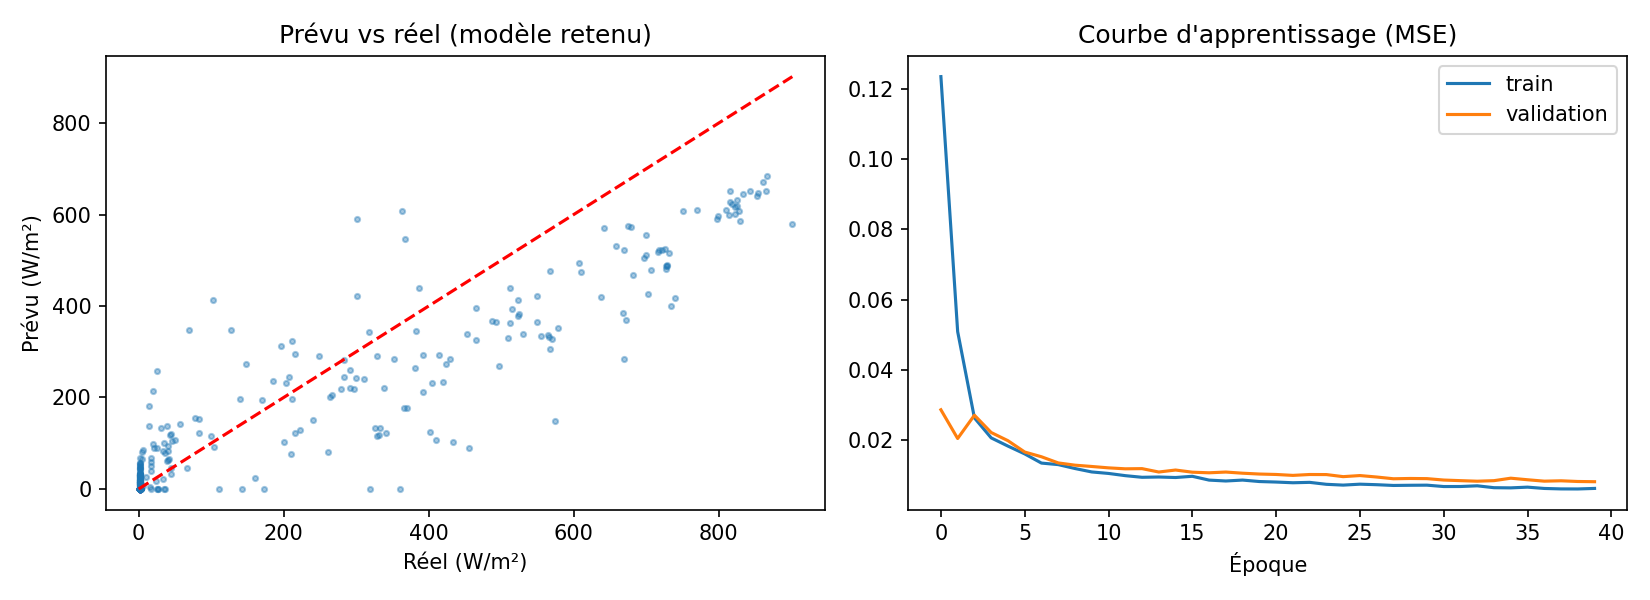 Prévu vs réel (modèle retenu)
Prévu (W/m²)
800
600
400
200
0
0 200 400 600 800
Réel (W/m²)
Courbe d'apprentissage (MSE)
train
validation
0.12
0.10
0.08
0.06
0.04
0.02
0 5 10 15 20 25 30 35 40
Époque